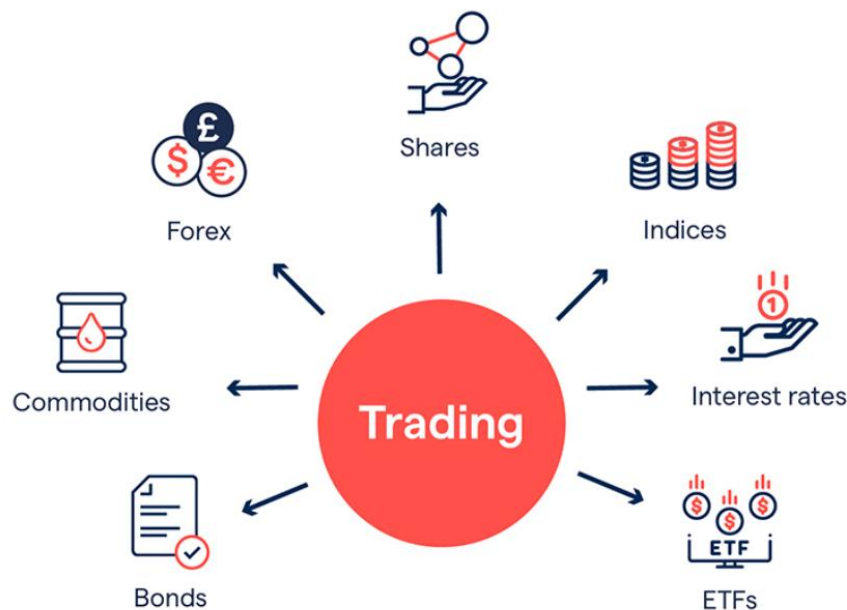 Shares
£
$
€
Forex
Indices
Commodities
1
Interest rates
Trading
Bonds
$
$
$
ETF
ETFs